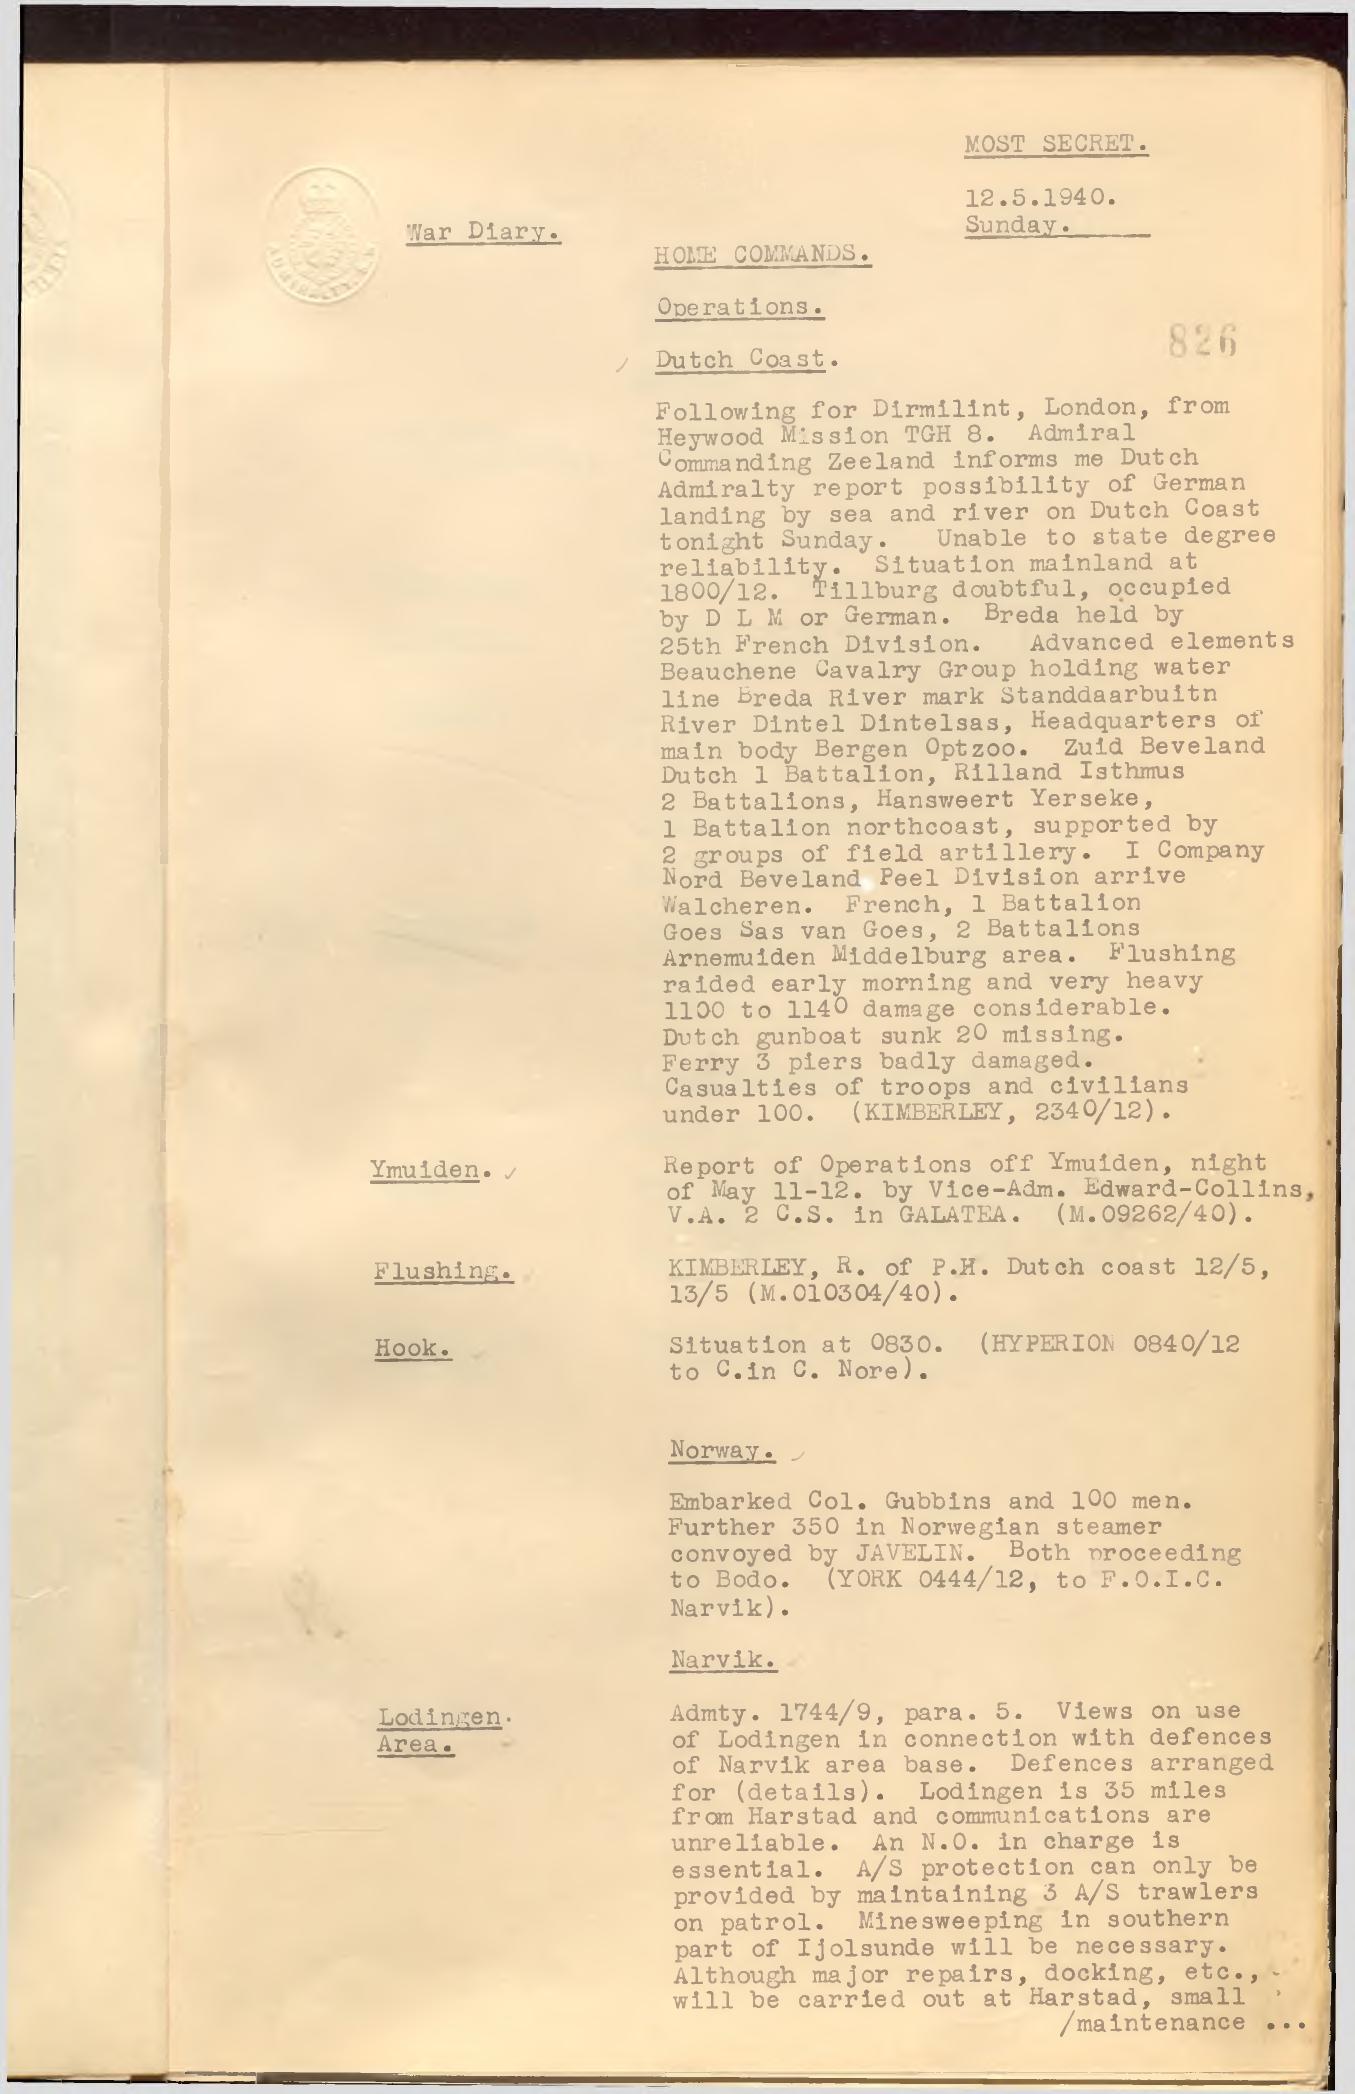 MOST SECRET.
12.5.1940.
Sunday.
War Diary.
HOME COMMANDS.
Operations.
826
Dutch Coast.
Following for Dirmilint, London, from
Heywood Mission TGH 8. Admiral
Commanding Zeeland informs me Dutch
Admiralty report possibility of German
landing by sea and river on Dutch Coast
tonight Sunday. Unable to state degree
reliability. Situation mainland at
1800/12. Tillburg doubtful, occupied
by D L M or German. Breda held by
25th French Division. Advanced elements
Beauchene Cavalry Group holding water
line Breda River mark Standdaarbuitn
River Dintel Dintelsas, Headquarters of
main body Bergen Optzoo. Zuid Beveland
Dutch 1 Battalion, Rilland Isthmus
2 Battalions, Hansweert Yerseke,
1 Battalion northcoast, supported by
2 groups of field artillery. I Company
Nord Beveland Peel Division arrive
Walcheren. French, 1 Battalion
Goes Sas van Goes, 2 Battalions
Arnemuiden Middelburg area. Flushing
raided early morning and very heavy
1100 to 1140 damage considerable.
Dutch gunboat sunk 20 missing.
Ferry 3 piers badly damaged.
Casualties of troops and civilians
under 100. (KIMBERLEY, 2340/12).
Ymuiden.
Report of Operations off Ymuiden, night
of May 11-12. by Vice-Adm. Edward-Collins,
V.A. 2 C.S. in GALATEA. (M.09262/40).
Flushing.
KIMBERLEY, R. of P.H. Dutch coast 12/5,
13/5 (M.010304/40).
Hook.
Situation at 0830. (HYPERION 0840/12
to C.in C. Nore).
Norway.
Embarked Col. Gubbins and 100 men.
Further 350 in Norwegian steamer
convoyed by JAVELIN. Both proceeding
to Bodo. (YORK 0444/12, to F.O.I.C.
Narvik).
Narvik.
Lodingen.
Area.
Admty. 1744/9, para. 5. Views on use
of Lodingen in connection with defences
of Narvik area base. Defences arranged
for (details). Lodingen is 35 miles
from Harstad and communications are
unreliable. An N.O. in charge is
essential. A/S protection can only be
provided by maintaining 3 A/S trawlers
on patrol. Minesweeping in southern
part of Ijolsunde will be necessary.
Although major repairs, docking, etc.,
will be carried out at Harstad, small
/maintenance ...